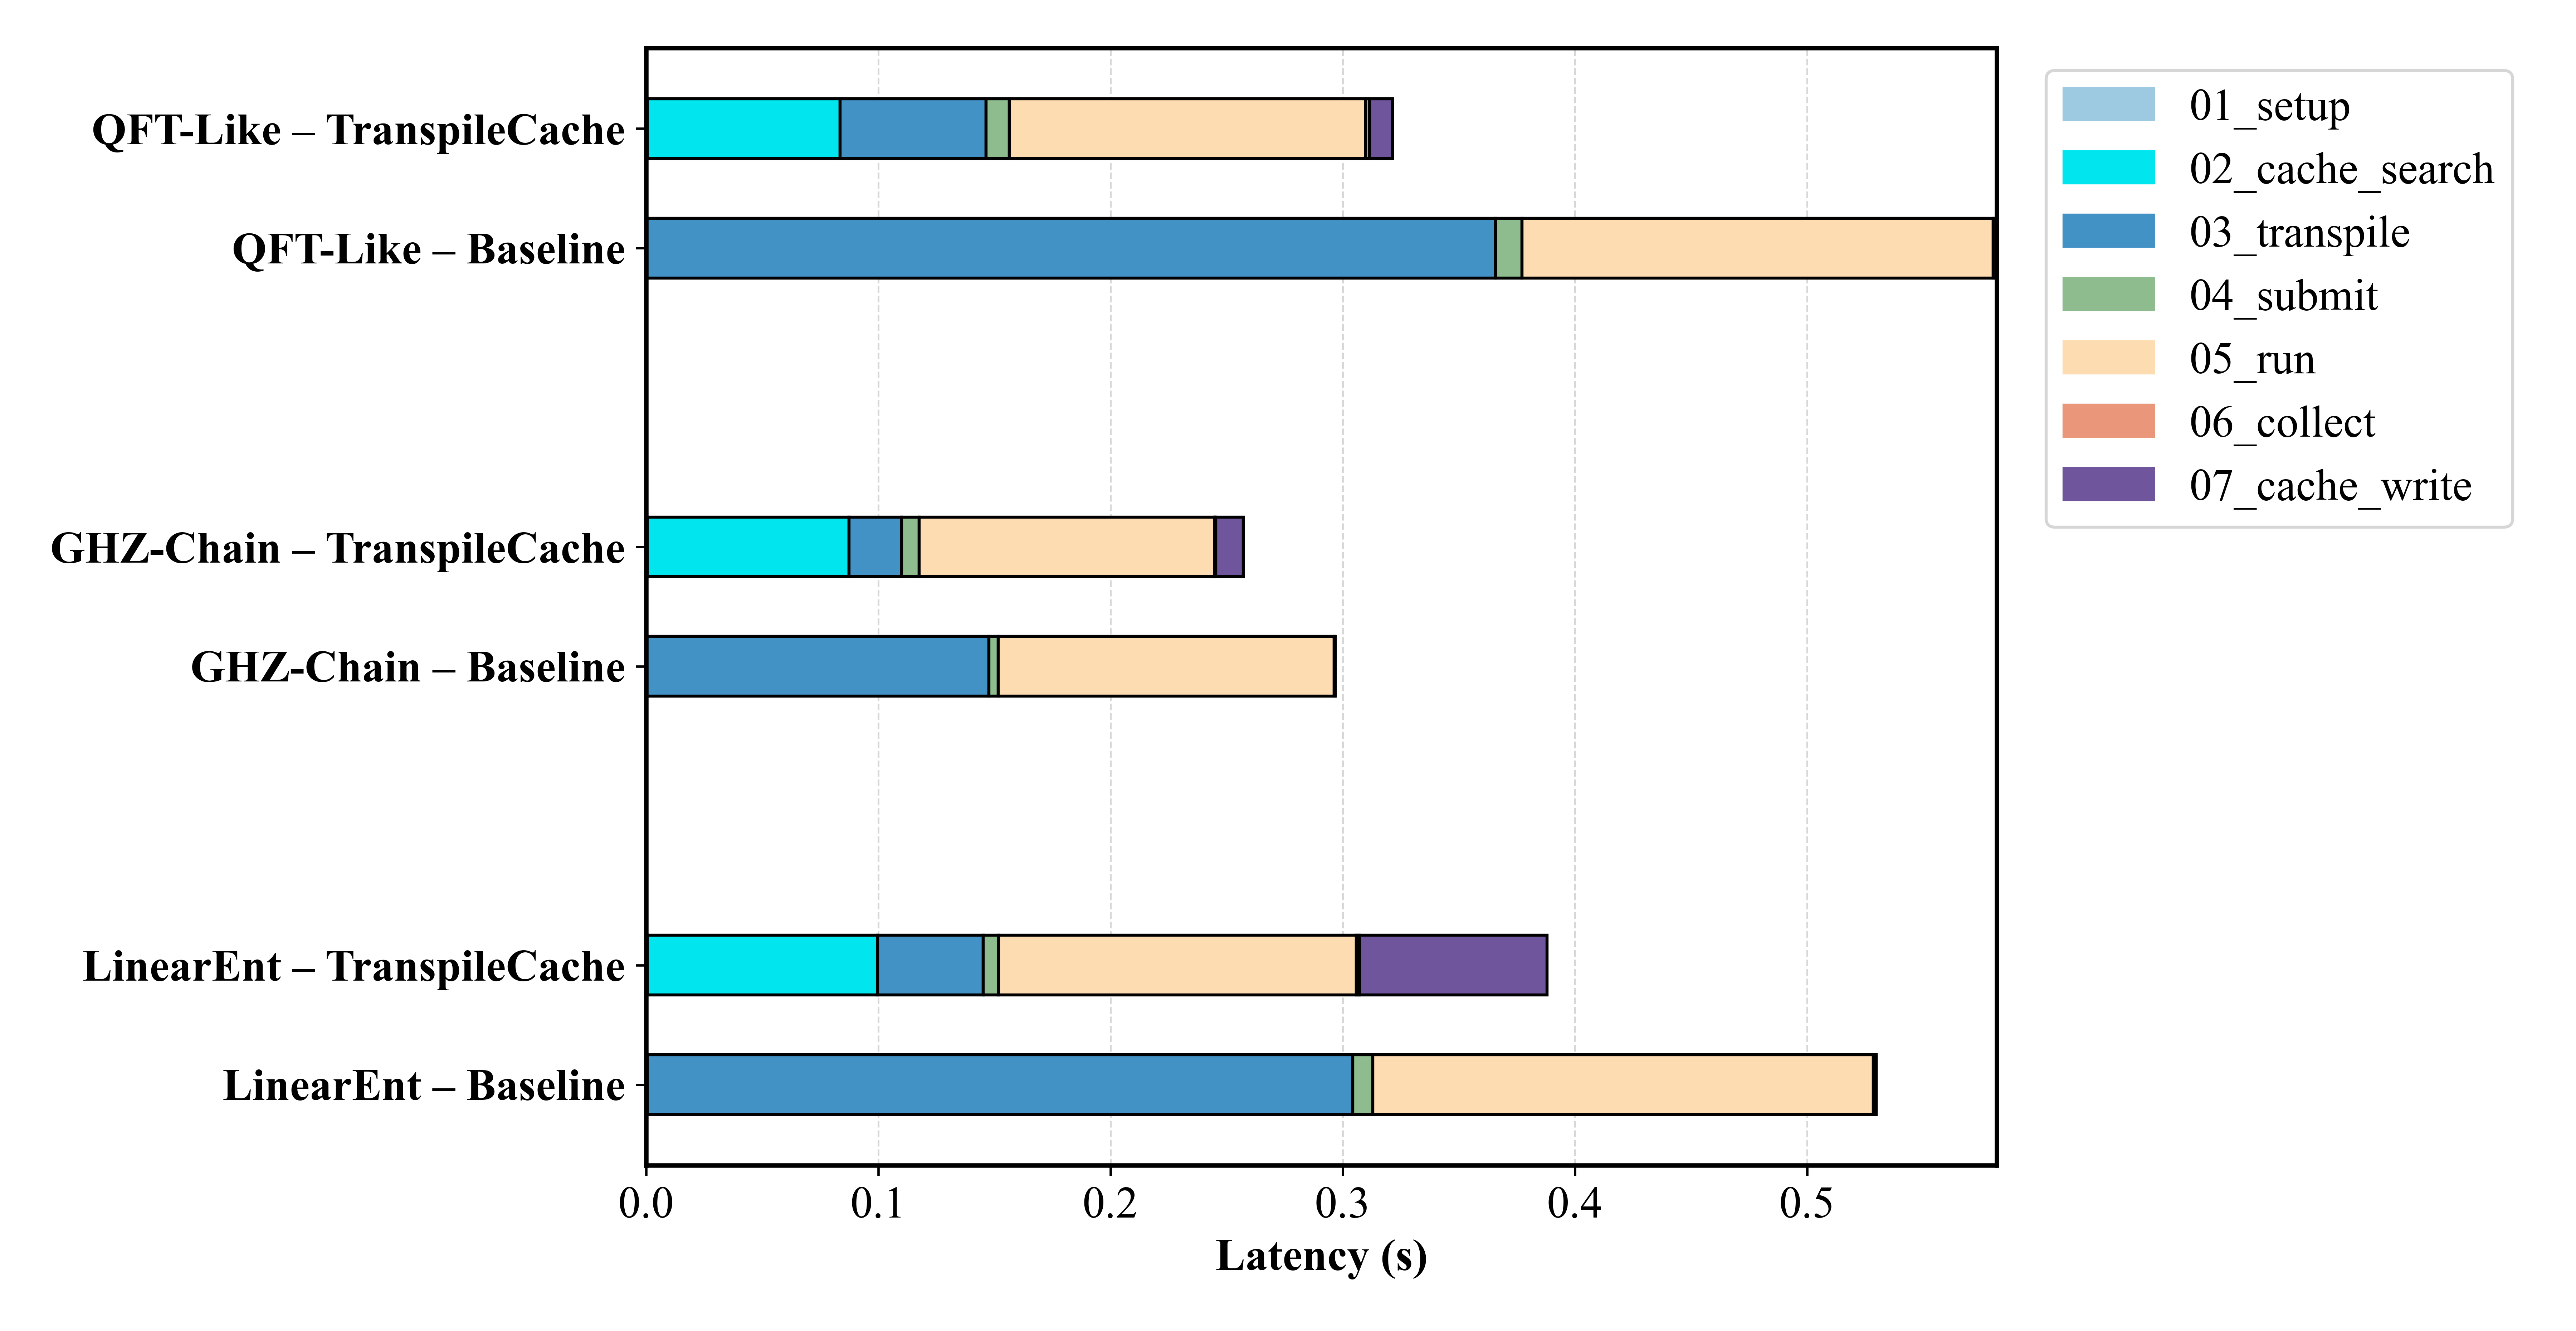 QFT-Like – TranspileCache
QFT-Like – Baseline
GHZ-Chain – TranspileCache
GHZ-Chain – Baseline
LinearEnt – TranspileCache
LinearEnt – Baseline
0.0 0.1 0.2 0.3 0.4 0.5
Latency (s)
01_setup
02_cache_search
03_transpile
04_submit
05_run
06_collect
07_cache_write